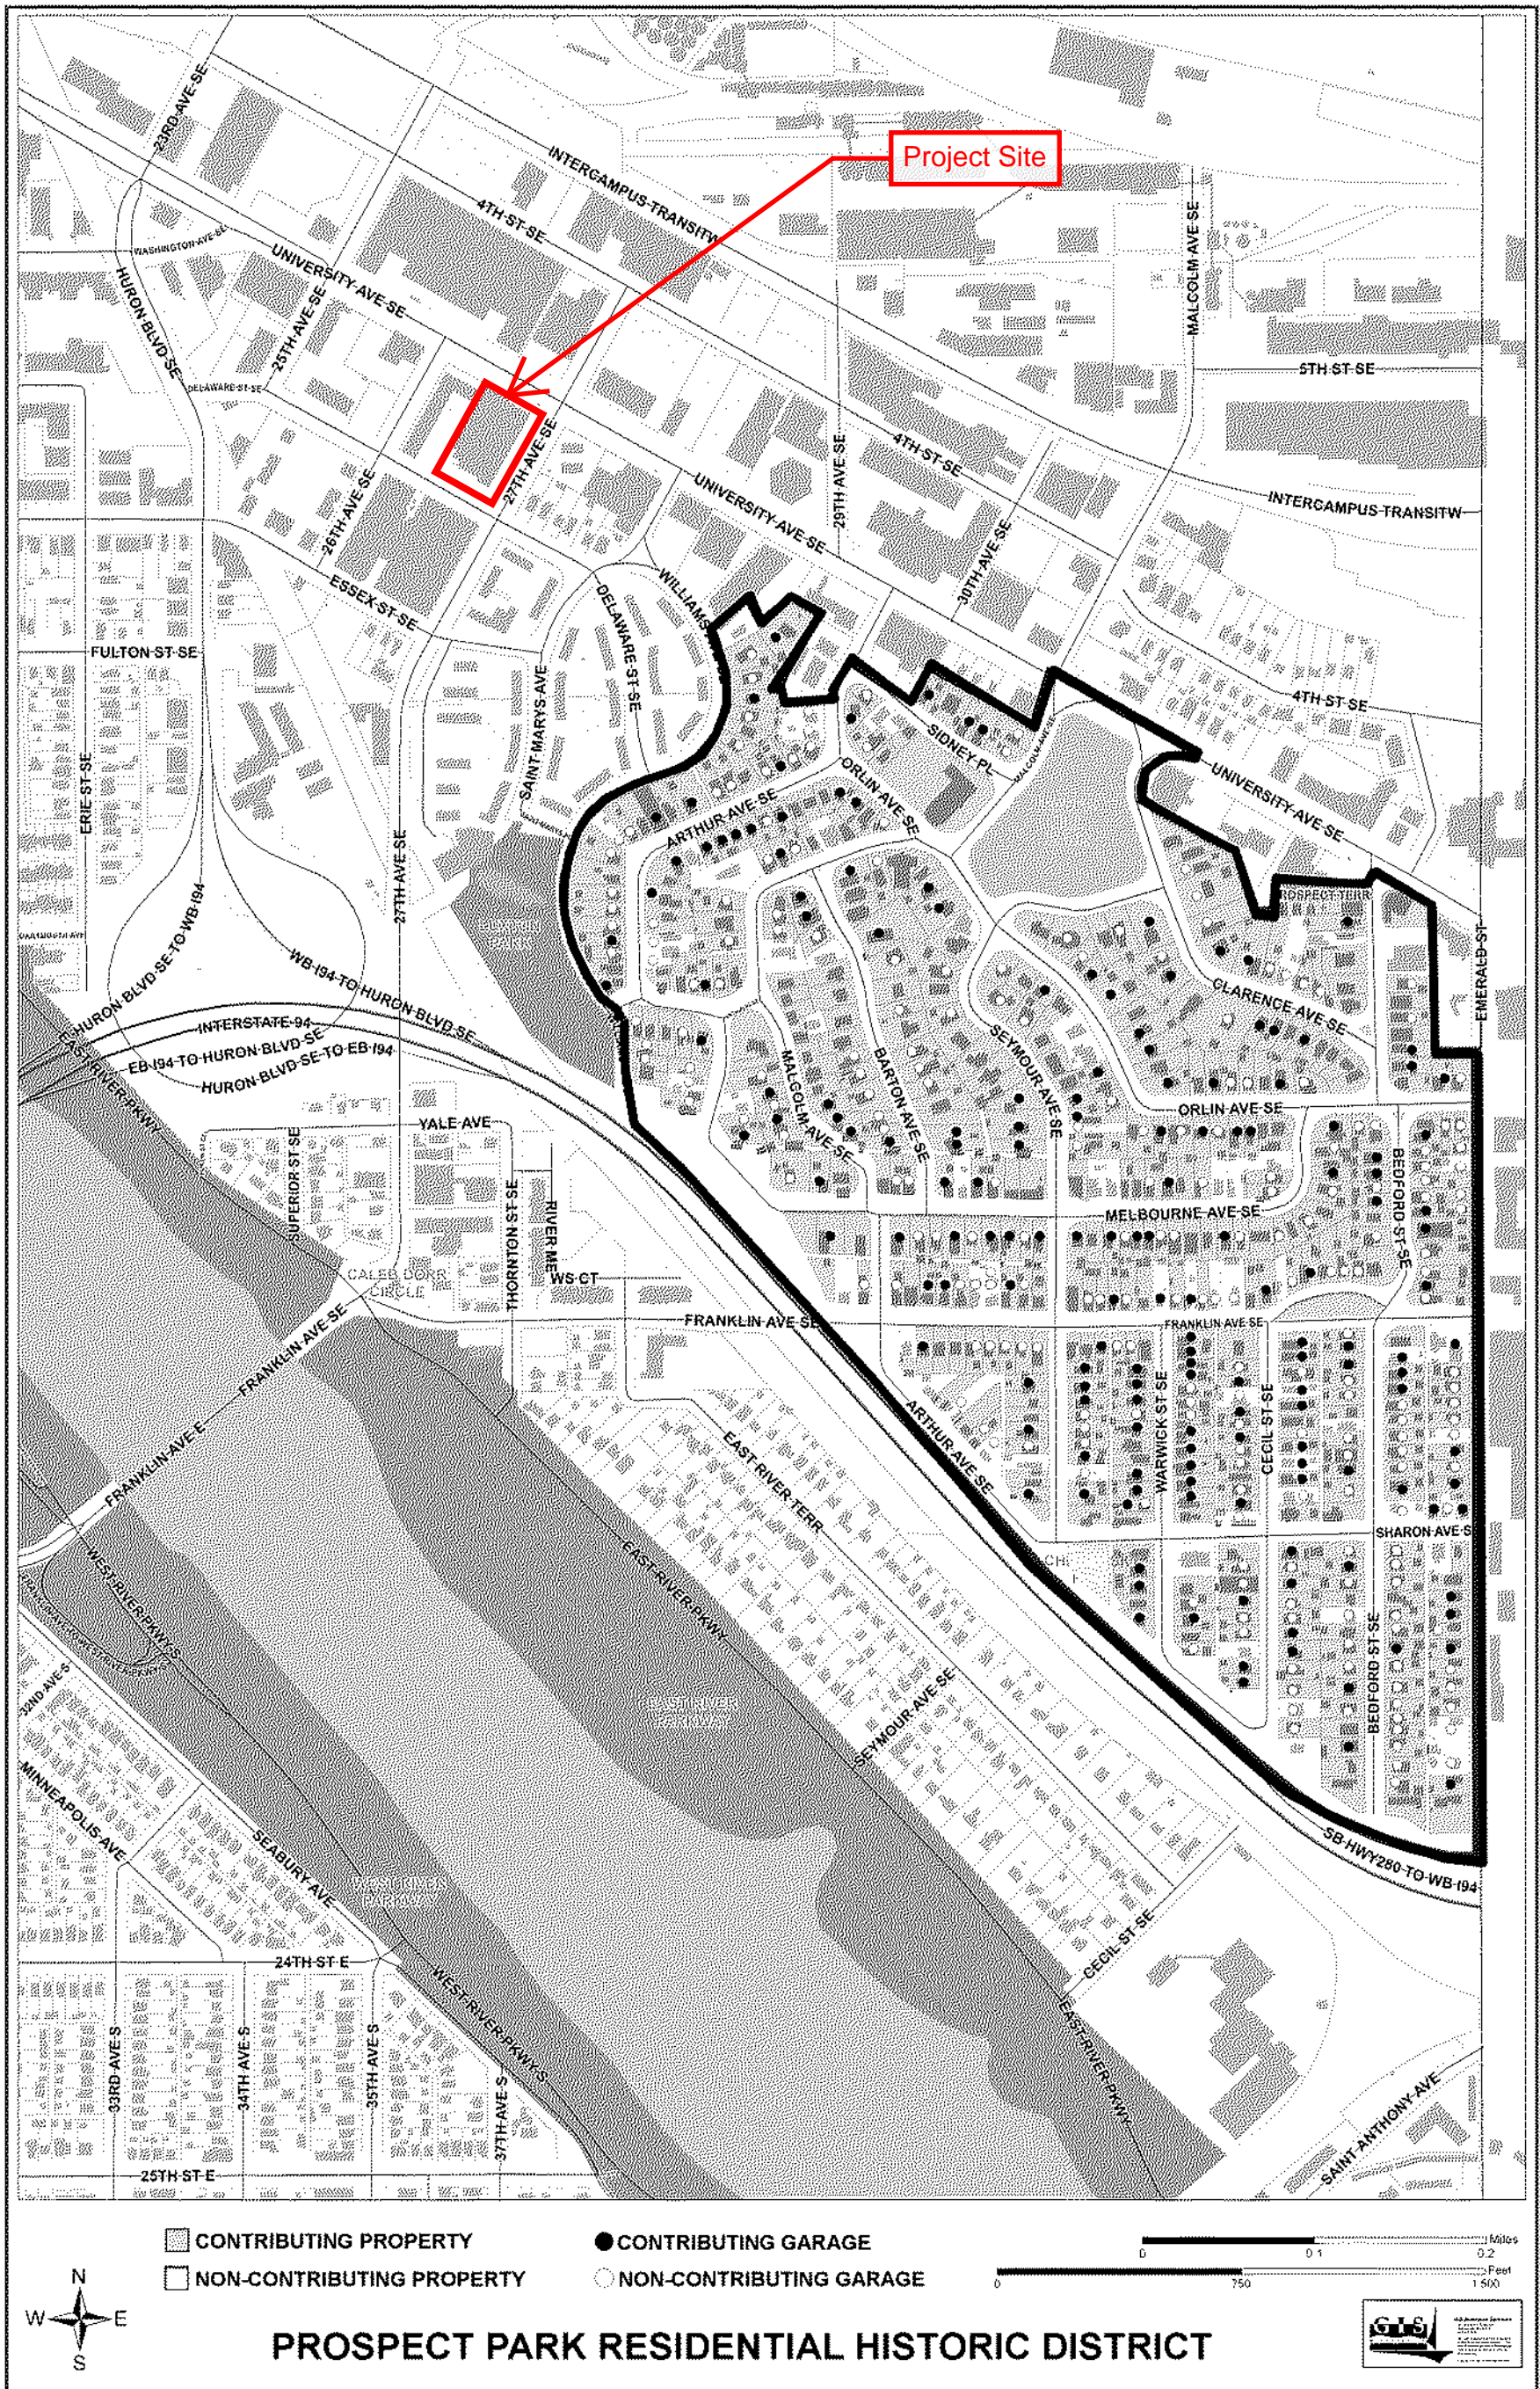 23RD AVE SE
Project Site
INTERCAMPUS TRANSITW
4TH ST SE
WASHINGTON AVE SE
UNIVERSITY AVE SE
HURON BLVD SE
25TH AVE SE
MALCOLM AVE SE
5TH ST SE
DELAWARE ST SE
27TH AVE SE
26TH AVE SE
29TH AVE SE
4TH ST SE
UNIVERSITY AVE SE
INTERCAMPUS TRANSITW
30TH AVE SE
ESSEX ST SE
DELAWARE ST SE
FULTON ST SE
SAINT MARYS AVE
4TH ST SE
SIDNEY PL
MALCOLM AVE SE
ERIE ST SE
ORLIN AVE SE
ARTHUR AVE SE
UNIVERSITY AVE SE
27TH AVE SE
PARK
EMERALD ST
HURON BLVD SE TO WB I94
WB I94 TO HURON BLVD SE
INTERSTATE 94
EB I94 TO HURON BLVD SE
HURON BLVD SE TO EB I94
EAST RIVER PKWY
CLARENCE AVE SE
SEYMOUR AVE SE
BARTON AVE SE
MALCOLM AVE SE
ORLIN AVE SE
YALE AVE
SUPERIOR ST SE
THORNTON ST SE
RIVER ME
WS CT
BEDFORD ST SE
MELBOURNE AVE SE
CALEB DORR
CIRCLE
FRANKLIN AVE SE
FRANKLIN AVE SE
FRANKLIN AVE SE
FRANKLIN AVE E
WARWICK ST SE
CECIL ST SE
ARTHUR AVE SE
EAST RIVER TERR
SHARON AVE S
WEST RIVER PKWY S
EAST RIVER PKWY
BEDFORD ST SE
32ND AVE S
EAST RIVER
PARKWAY
SEYMOUR AVE SE
MINNEAPOLIS AVE
SEABURY AVE
WEST RIVER
PARKWAY
SB HWY280 TO WB I94
CECIL ST SE
24TH ST E
WEST RIVER PKWY S
EAST RIVER PKWY
33RD AVE S
34TH AVE S
35TH AVE S
37TH AVE S
SAINT ANTHONY AVE
25TH ST E
CONTRIBUTING PROPERTY
CONTRIBUTING GARAGE
NON-CONTRIBUTING PROPERTY
NON-CONTRIBUTING GARAGE
Miles
0 0.1 0.2
Feet
0 750 1,500
N
W E
S
PROSPECT PARK RESIDENTIAL HISTORIC DISTRICT
GIS